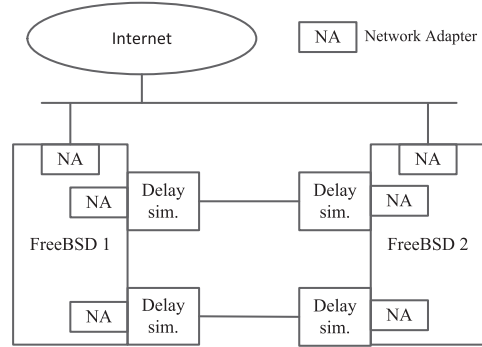 Internet
NA Network Adapter
NA NA
NA Delay Delay NA
sim. sim.
FreeBSD 1 FreeBSD 2
NA Delay Delay NA
sim. sim.